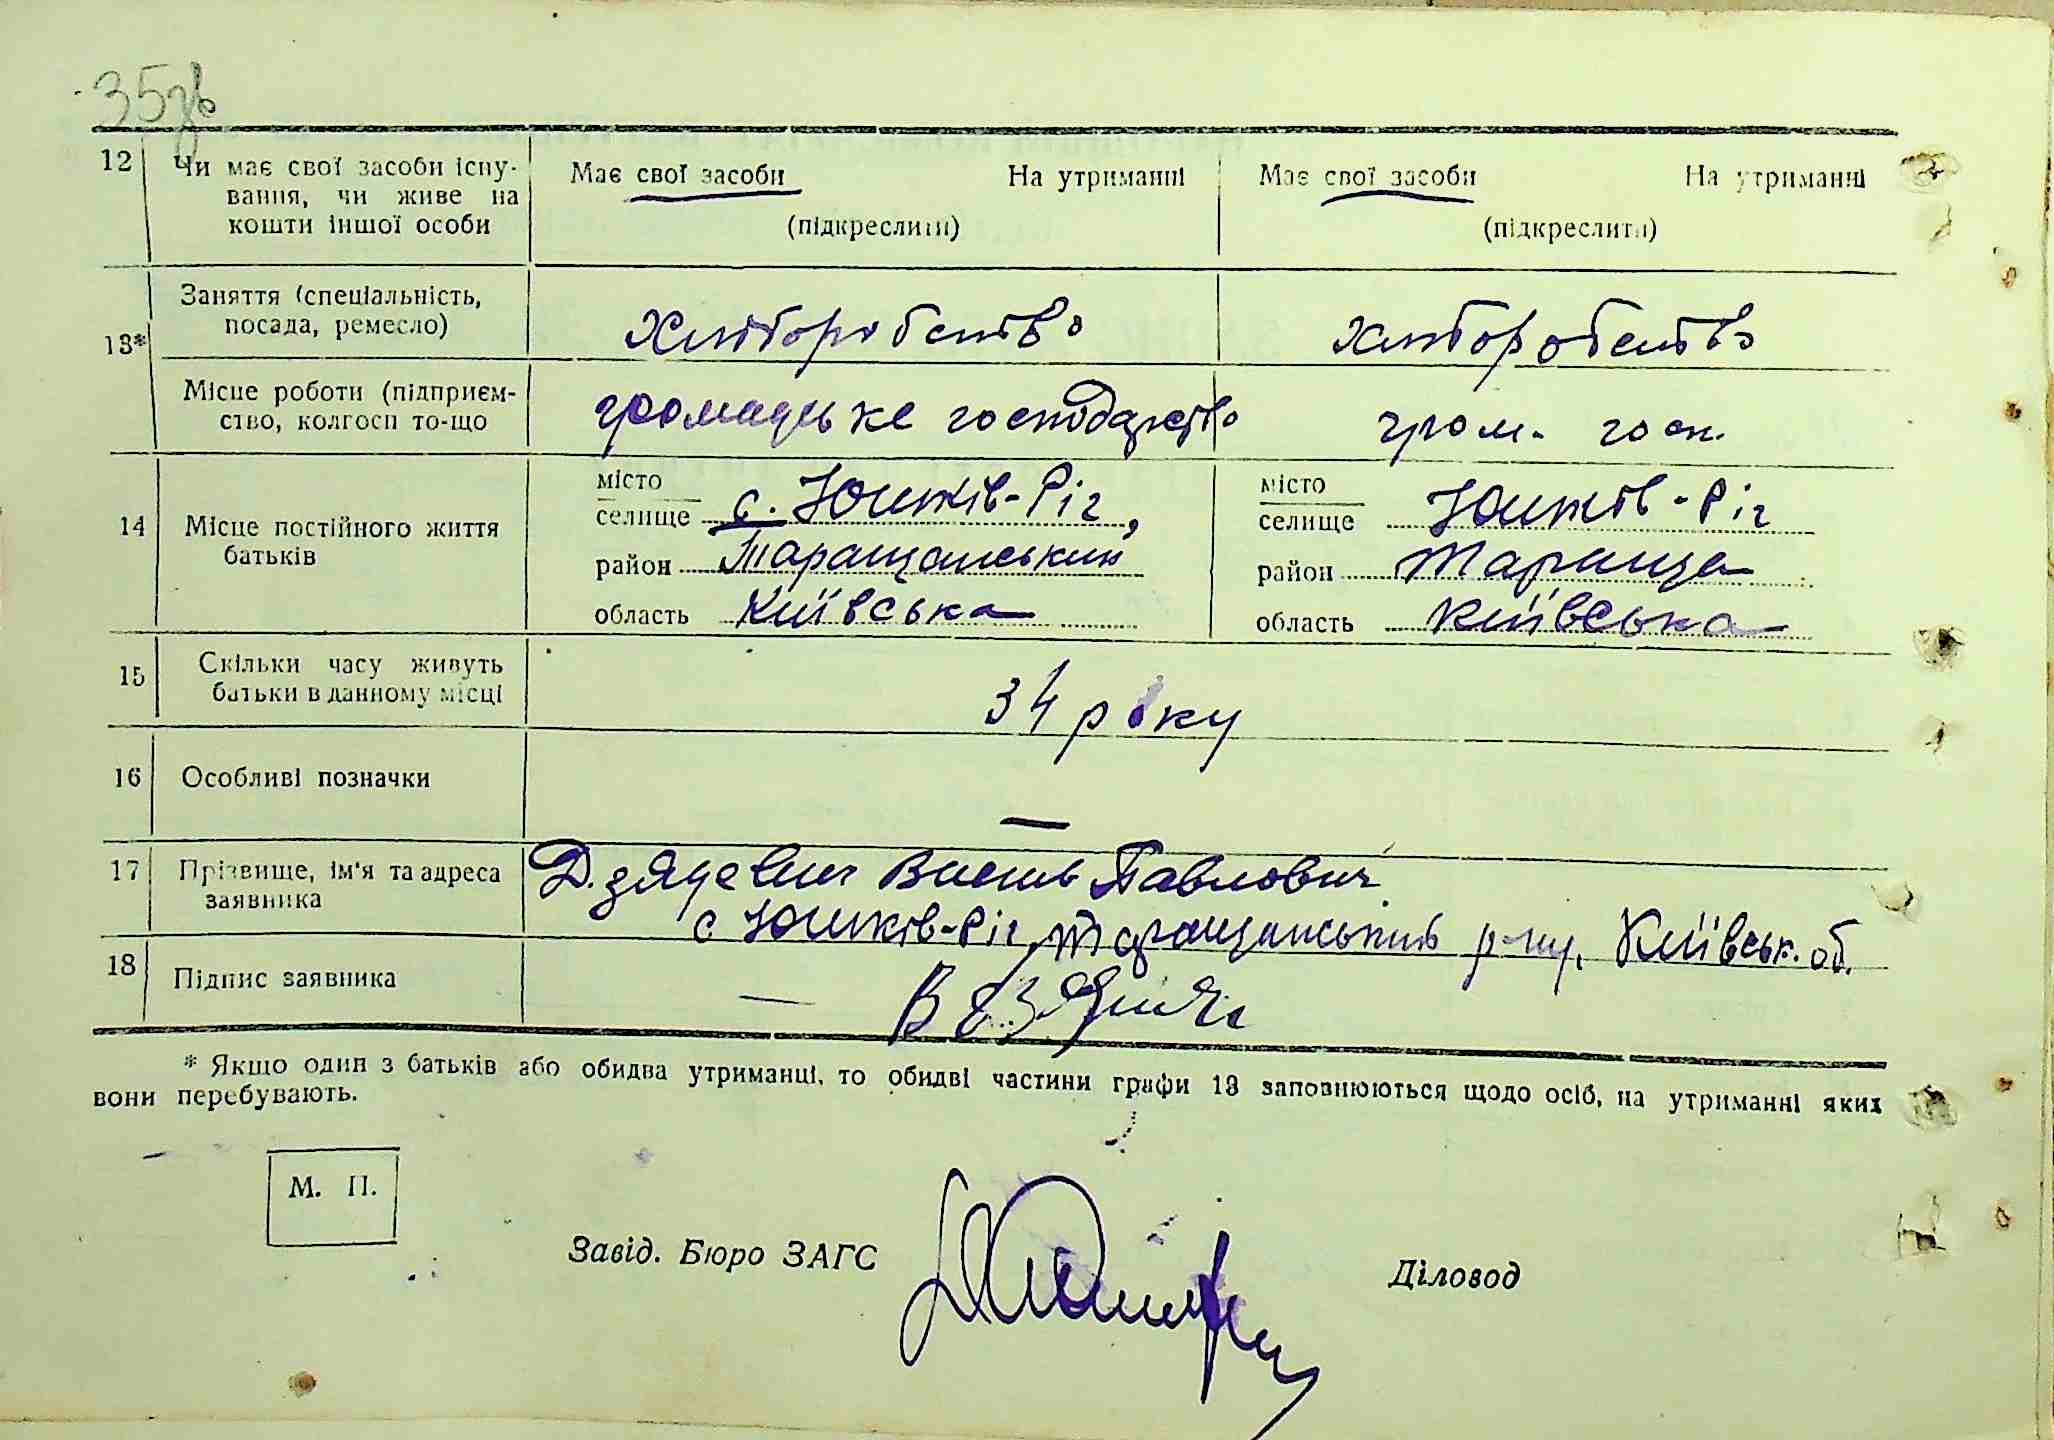 35зв
12 Чи має свої засоби існу- Має свої засоби На утриманні Має свої засоби На утриманні
вання, чи живе на (підкреслити) (підкреслити)
кошти іншої особи
13* Заняття (спеціальність, Хліборобство Хліборобство
посада, ремесло)
Місце роботи (підприєм- громадське господарство гром. госп.
ство, колгосп то-що
14 Місце постійного життя батьків
місто
селище с. Юшків-Ріг,
район Таращанський
область Київська
місто
селище Юшків-Ріг
район Тараща
область Київська
15 Скільки часу живуть 34 року
батьки в данному місці
16 Особливі позначки —
17 Прізвище, ім'я та адреса Дзядевич Василь Павлович
заявника с Юшків-Ріг, Таращанський р-ну, Київськ. об.
18 Підпис заявника —
* Якщо один з батьків або обидва утриманці, то обидві частини графи 13 заповнюються щодо осіб, на утриманні яких
вони перебувають.
М. П.
Завід. Бюро ЗАГС Діловод